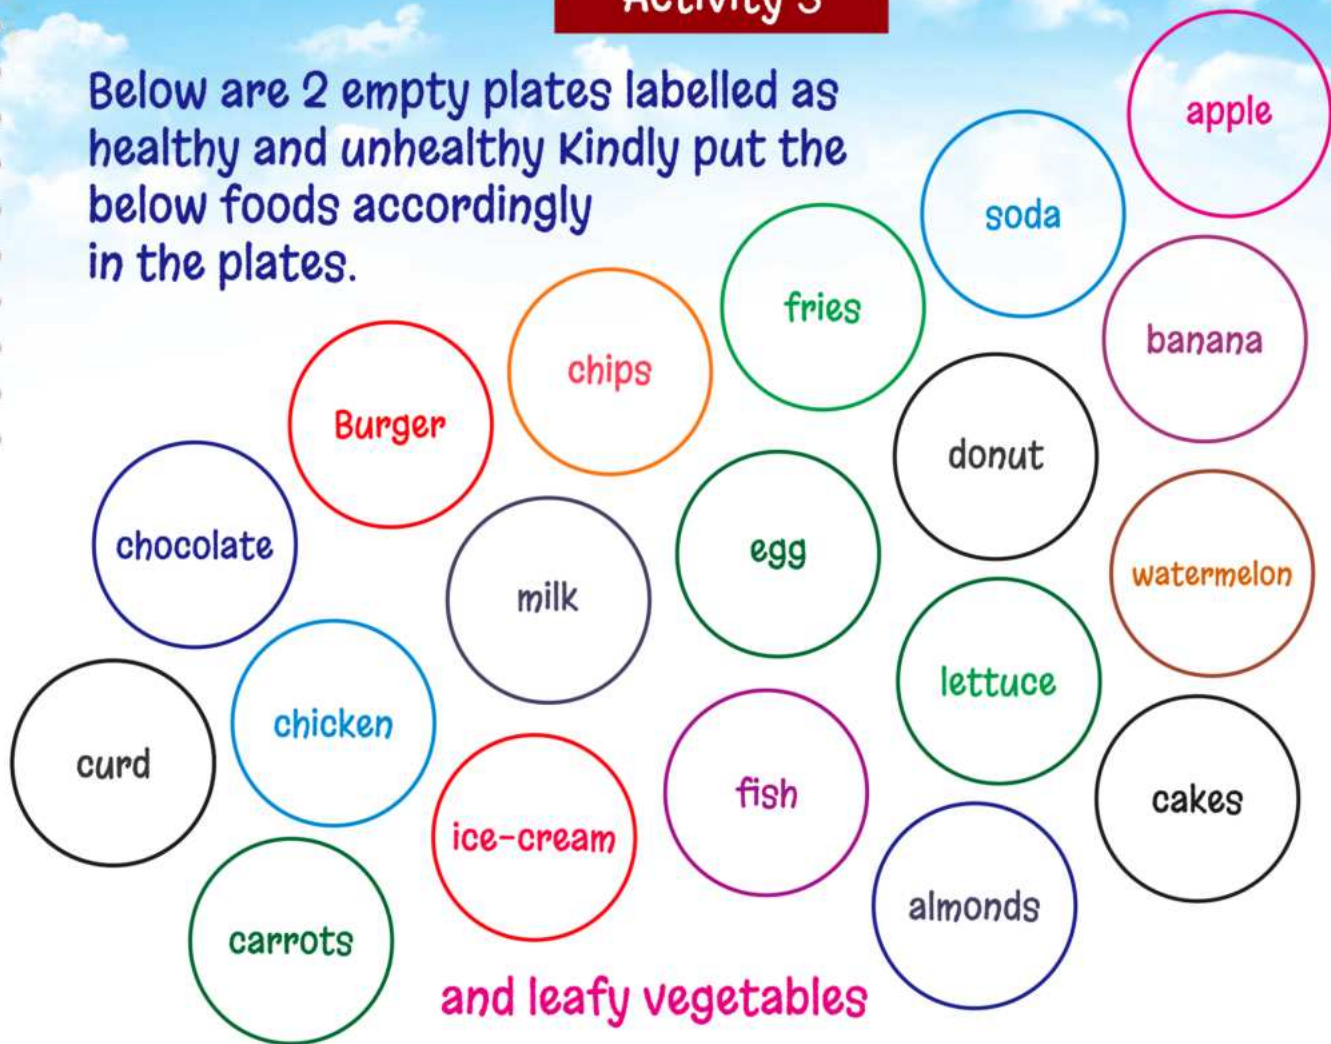 Activity 3
Below are 2 empty plates labelled as
healthy and unhealthy Kindly put the
below foods accordingly
in the plates.
apple
soda
fries
banana
chips
Burger
donut
chocolate
egg
watermelon
milk
lettuce
chicken
curd
fish
cakes
ice-cream
almonds
carrots
and leafy vegetables